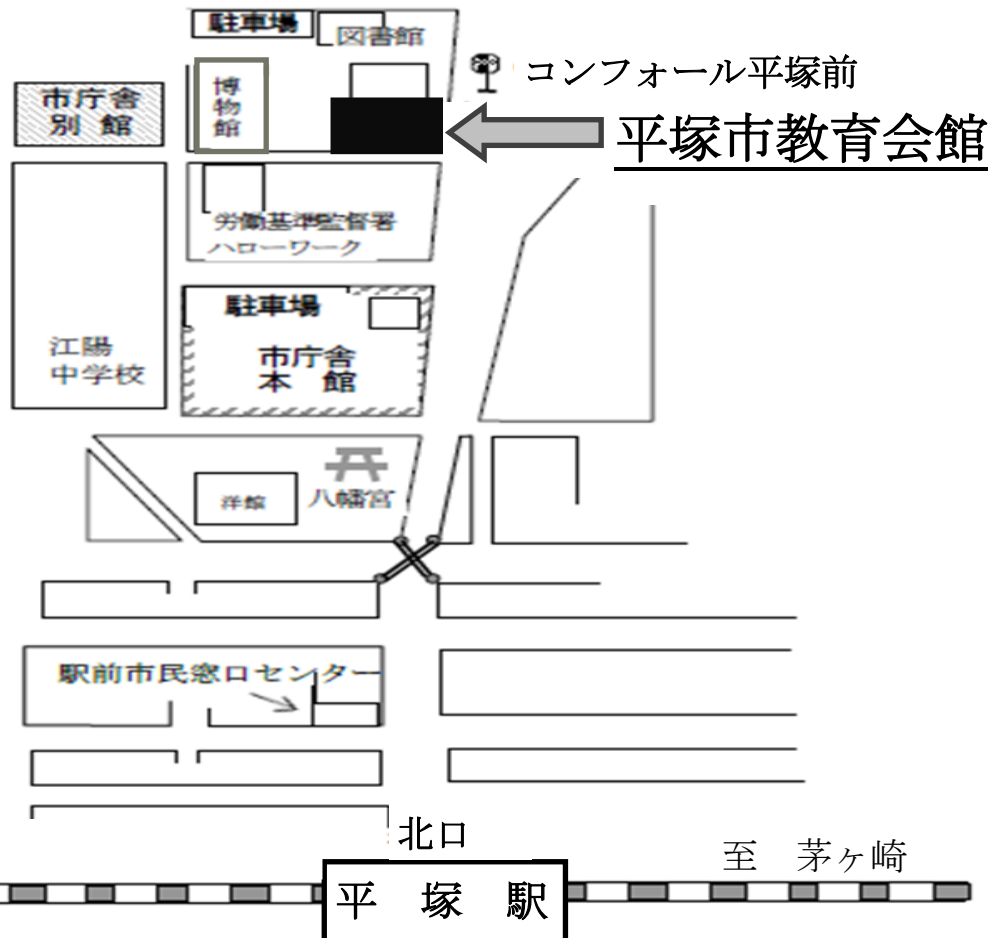 駐車場
図書館
コンフォール平塚前
博物館
市庁舎
別館
平塚市教育会館
労働基準監督署
ハローワーク
駐車場
市庁舎
本館
江陽
中学校
洋館
八幡宮
駅前市民窓口センター
北口
至 茅ヶ崎
平塚駅